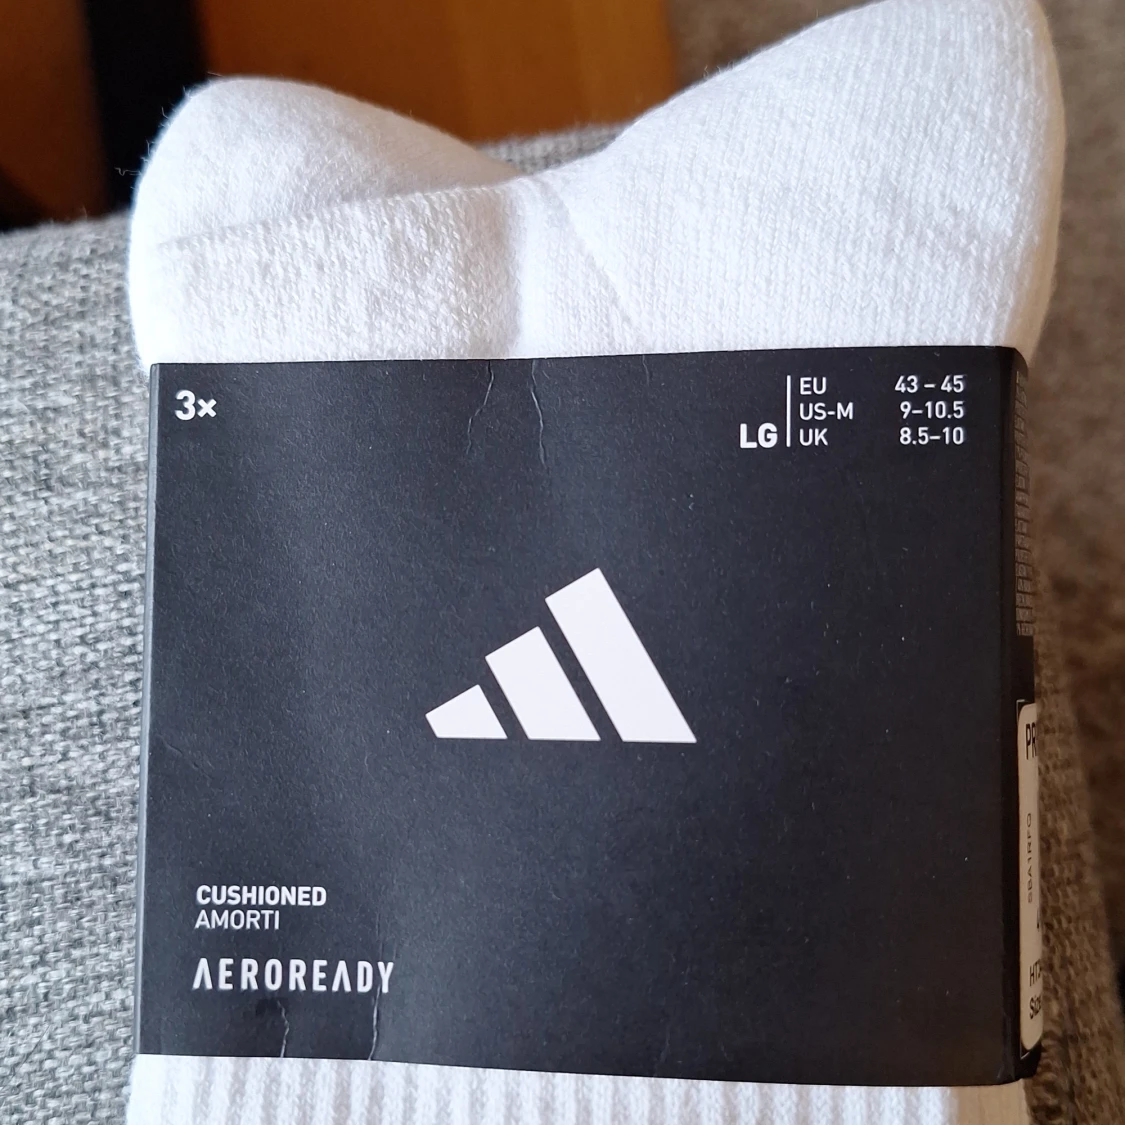 3×
LG
EU 43 – 45
US-M 9–10.5
UK 8.5–10
CUSHIONED
AMORTI
AEROREADY